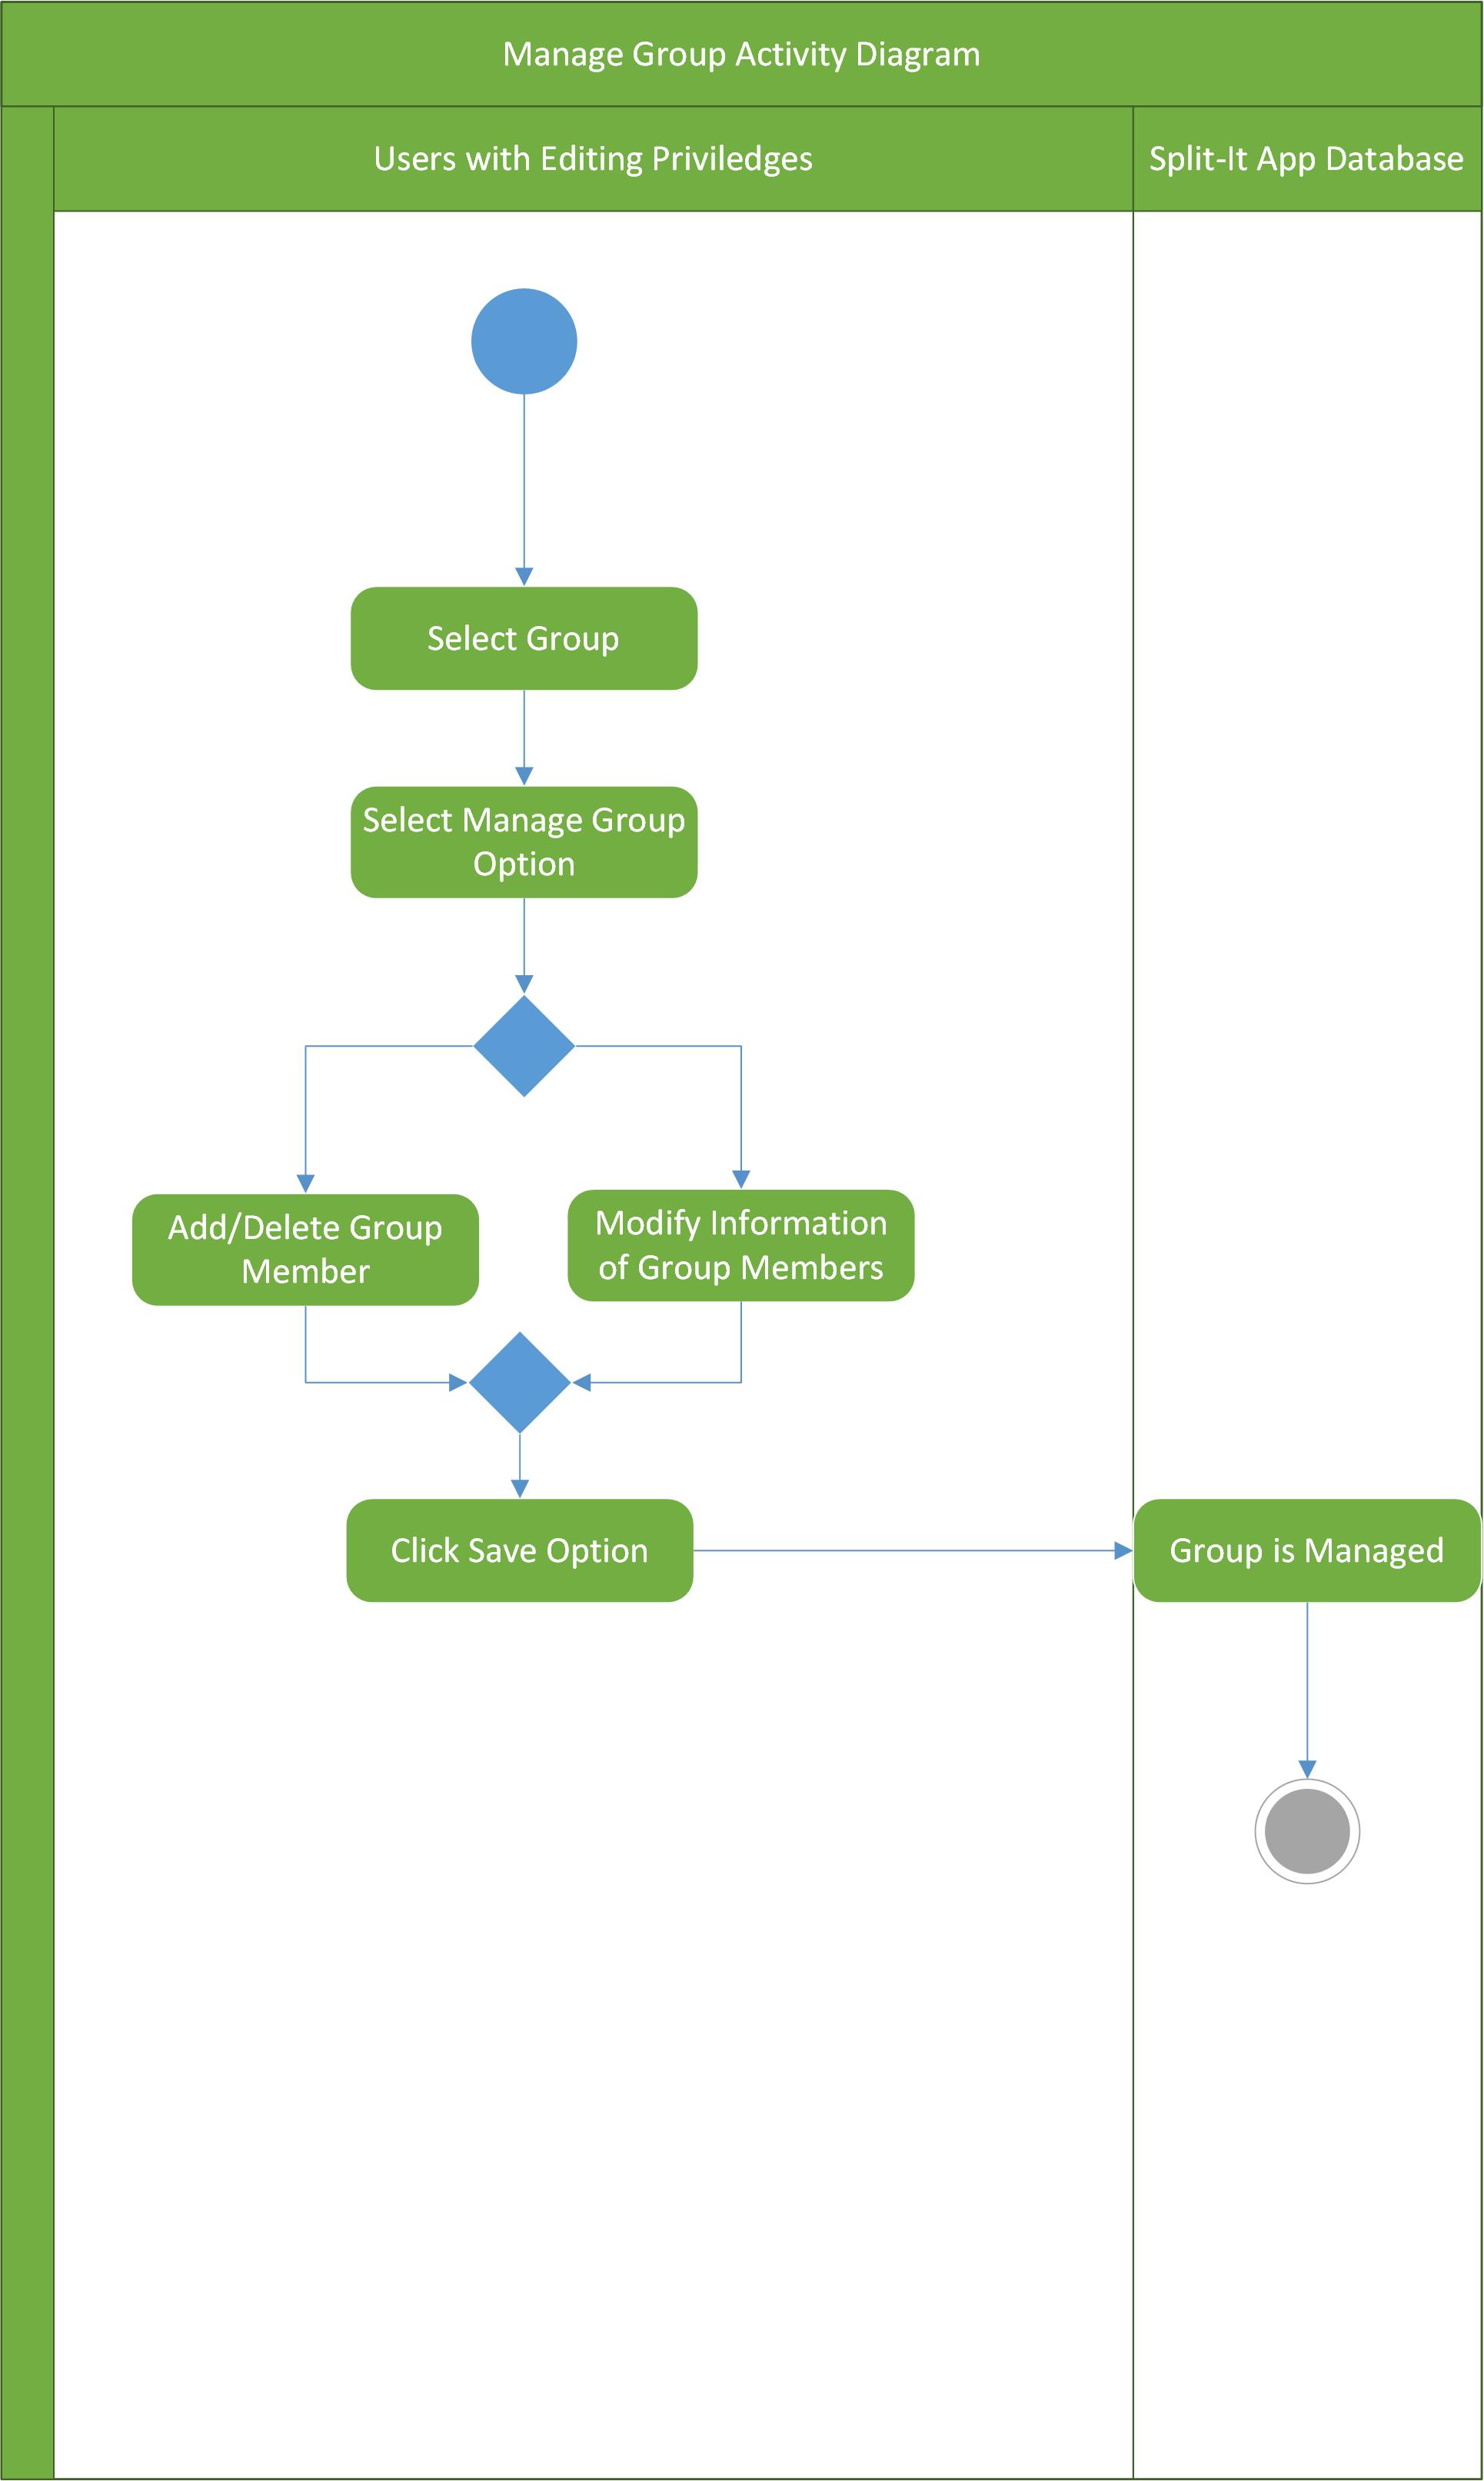 Manage Group Activity Diagram
Users with Editing Priviledges
Split-It App Database
Select Group
Select Manage Group
Option
Add/Delete Group
Member
Modify Information
of Group Members
Click Save Option
Group is Managed